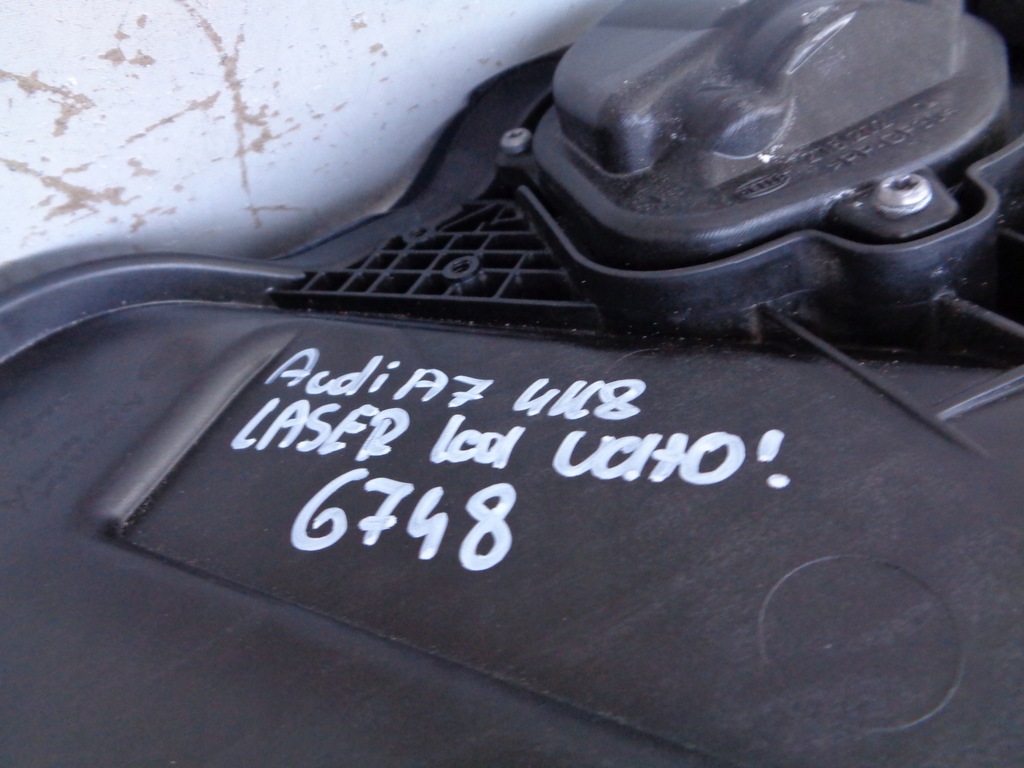 Audi A7 4K8
LASER led UCHO!
6748